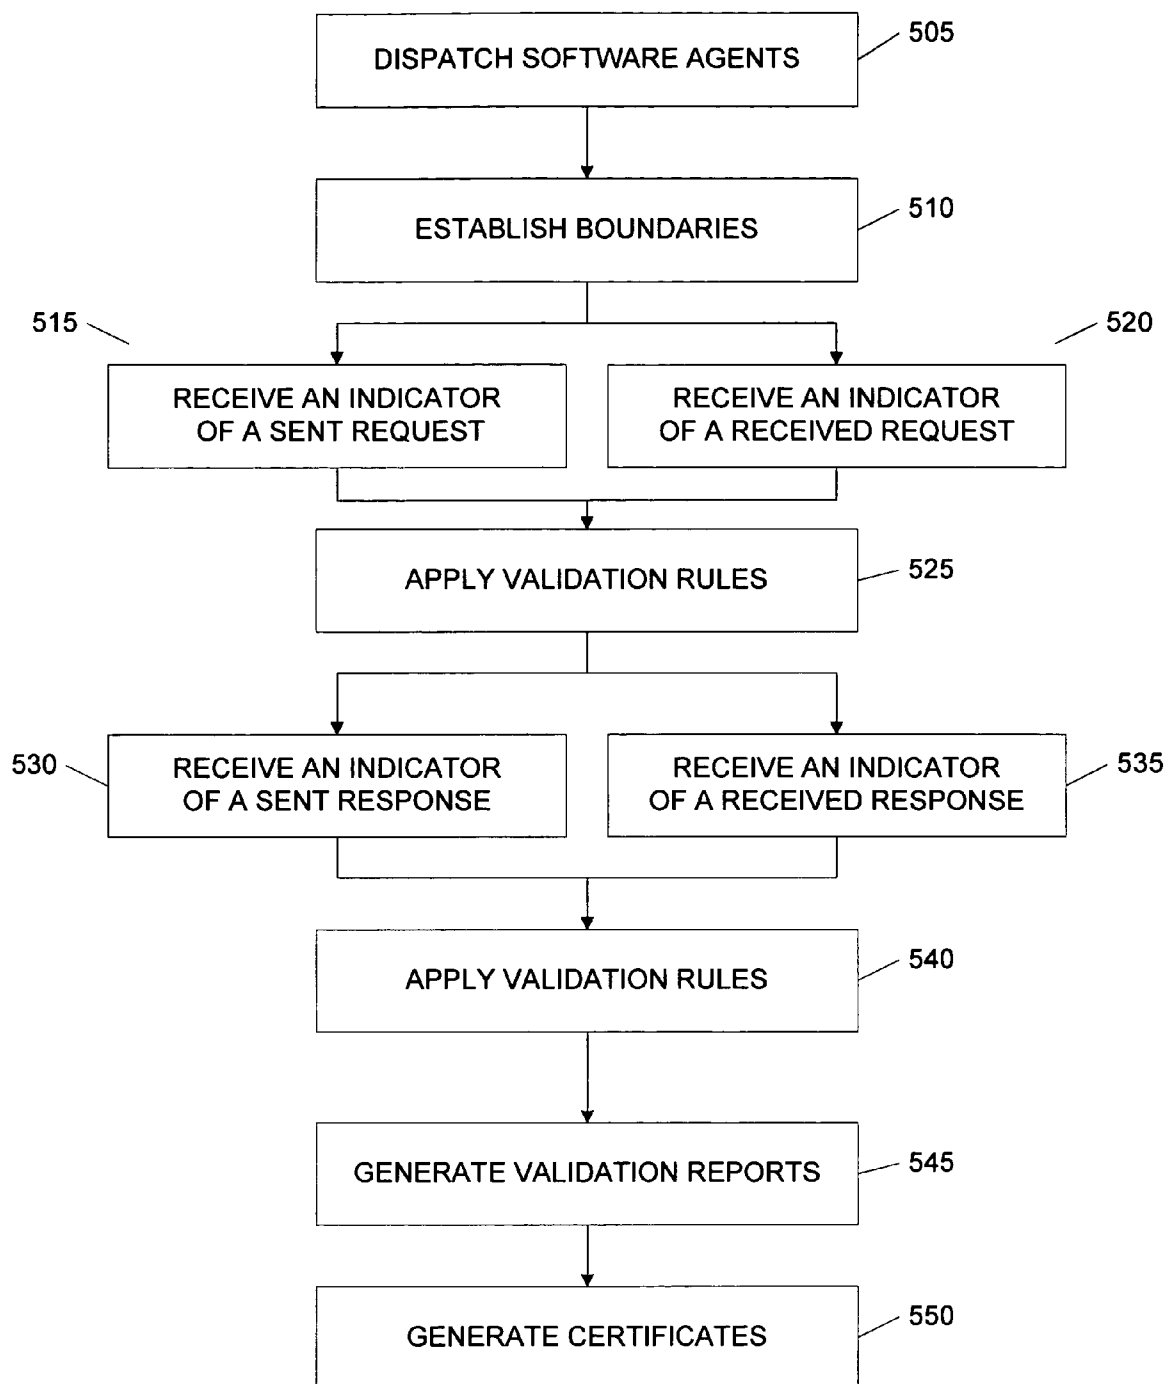 DISPATCH SOFTWARE AGENTS
505
ESTABLISH BOUNDARIES
510
515
520
RECEIVE AN INDICATOR
OF A SENT REQUEST
RECEIVE AN INDICATOR
OF A RECEIVED REQUEST
APPLY VALIDATION RULES
525
530
RECEIVE AN INDICATOR
OF A SENT RESPONSE
RECEIVE AN INDICATOR
OF A RECEIVED RESPONSE
535
APPLY VALIDATION RULES
540
GENERATE VALIDATION REPORTS
545
GENERATE CERTIFICATES
550